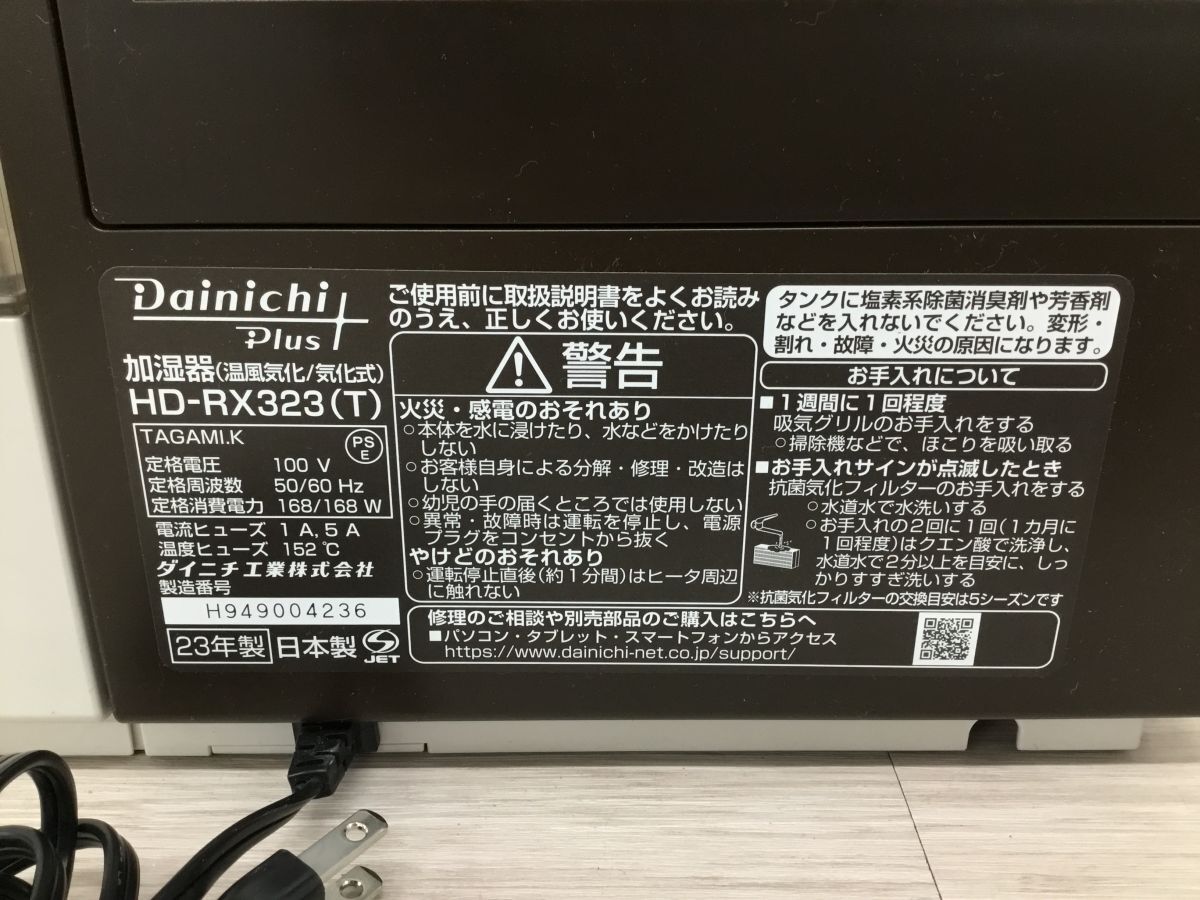 Dainichi
Plus
加湿器(温風気化/気化式)
HD-RX323(T)
TAGAMI.K
PS
E
定格電圧 100 V
定格周波数 50/60 Hz
定格消費電力 168/168 W
電流ヒューズ 1 A, 5 A
温度ヒューズ 152 ℃
ダイニチ工業株式会社
製造番号
H949004236
23年製 日本製 JET
ご使用前に取扱説明書をよくお読み
のうえ、正しくお使いください。
警告
火災・感電のおそれあり
○本体を水に浸けたり、水などをかけたり
しない
○お客様自身による分解・修理・改造は
しない
○幼児の手の届くところでは使用しない
○異常・故障時は運転を停止し、電源
プラグをコンセントから抜く
やけどのおそれあり
○運転停止直後(約1分間)はヒータ周辺
に触れない
タンクに塩素系除菌消臭剤や芳香剤
などを入れないでください。変形・
割れ・故障・火災の原因になります。
お手入れについて
■1週間に1回程度
吸気グリルのお手入れをする
○掃除機などで、ほこりを吸い取る
■お手入れサインが点滅したとき
抗菌気化フィルターのお手入れをする
○水道水で水洗いする
○お手入れの2回に1回(1カ月に
1回程度)はクエン酸で洗浄し、
水道水で2分以上を目安に、しっ
かりすすぎ洗いする
※抗菌気化フィルターの交換目安は5シーズンです
修理のご相談や別売部品のご購入はこちらへ
■パソコン・タブレット・スマートフォンからアクセス
https://www.dainichi-net.co.jp/support/